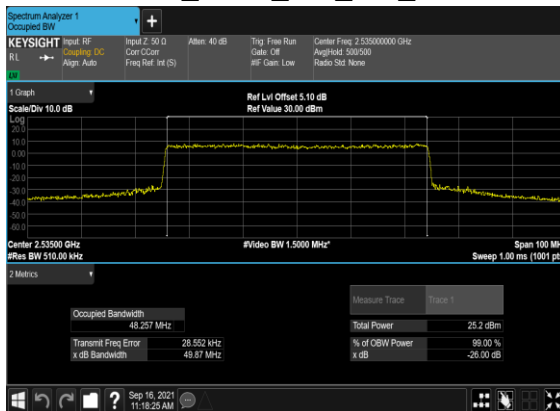 Spectrum Analyzer 1
Occupied BW
KEYSIGHT
RL
Input: RF
Coupling: DC
Align: Auto
Input Z: 50 Ω
Corr CCorr
Freq Ref: Int (S)
Atten: 40 dB
Trig: Free Run
Gate: Off
#IF Gain: Low
Center Freq: 2.535000000 GHz
Avg|Hold: 500/500
Radio Std: None
1 Graph
Scale/Div 10.0 dB
Ref Lvl Offset 5.10 dB
Ref Value 30.00 dBm
Log
20.0
10.0
0.00
-10.0
-20.0
-30.0
-40.0
-50.0
-60.0
Center 2.53500 GHz
#Res BW 510.00 kHz
#Video BW 1.5000 MHz*
Span 100 MH
Sweep 1.00 ms (1001 pts
2 Metrics
Measure Trace
Trace 1
Occupied Bandwidth
48.257 MHz
Total Power
25.2 dBm
Transmit Freq Error
28.552 kHz
% of OBW Power
99.00 %
x dB Bandwidth
49.87 MHz
x dB
-26.00 dB
?
Sep 16, 2021
11:18:25 AM